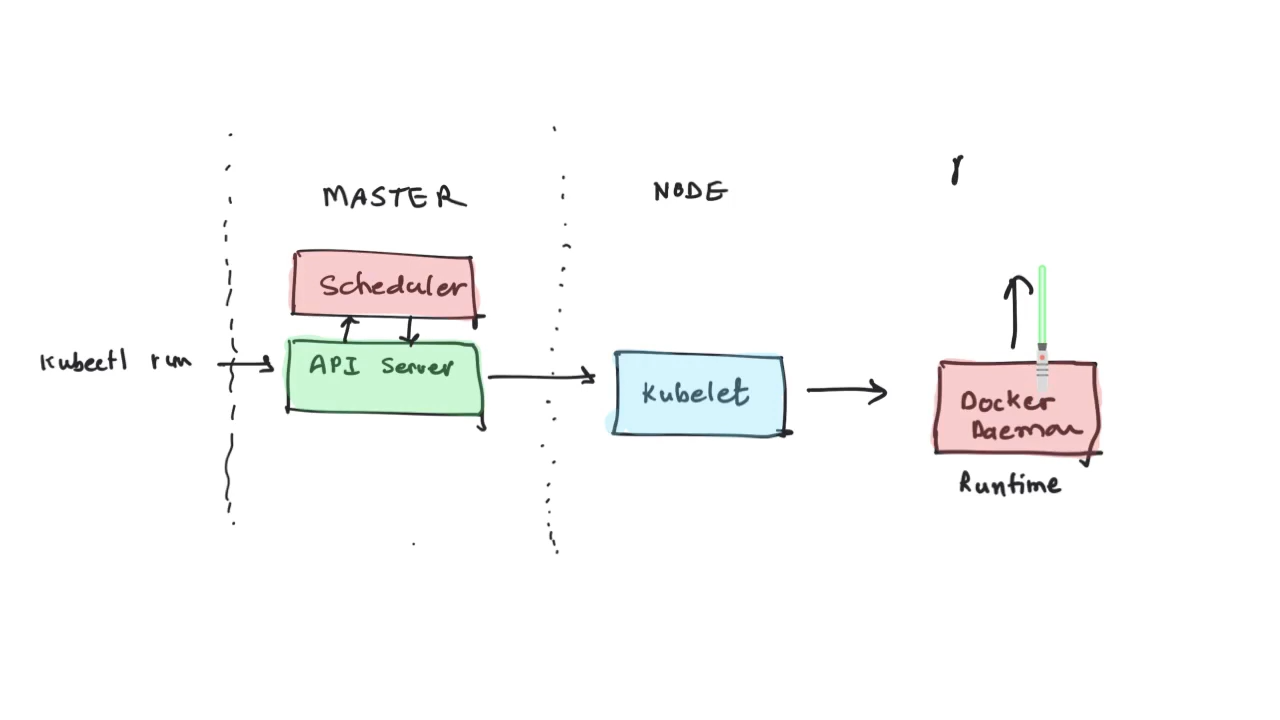 MASTER
NODE
Scheduler
kubectl run
API Server
kubelet
Docker
Daemon
Runtime